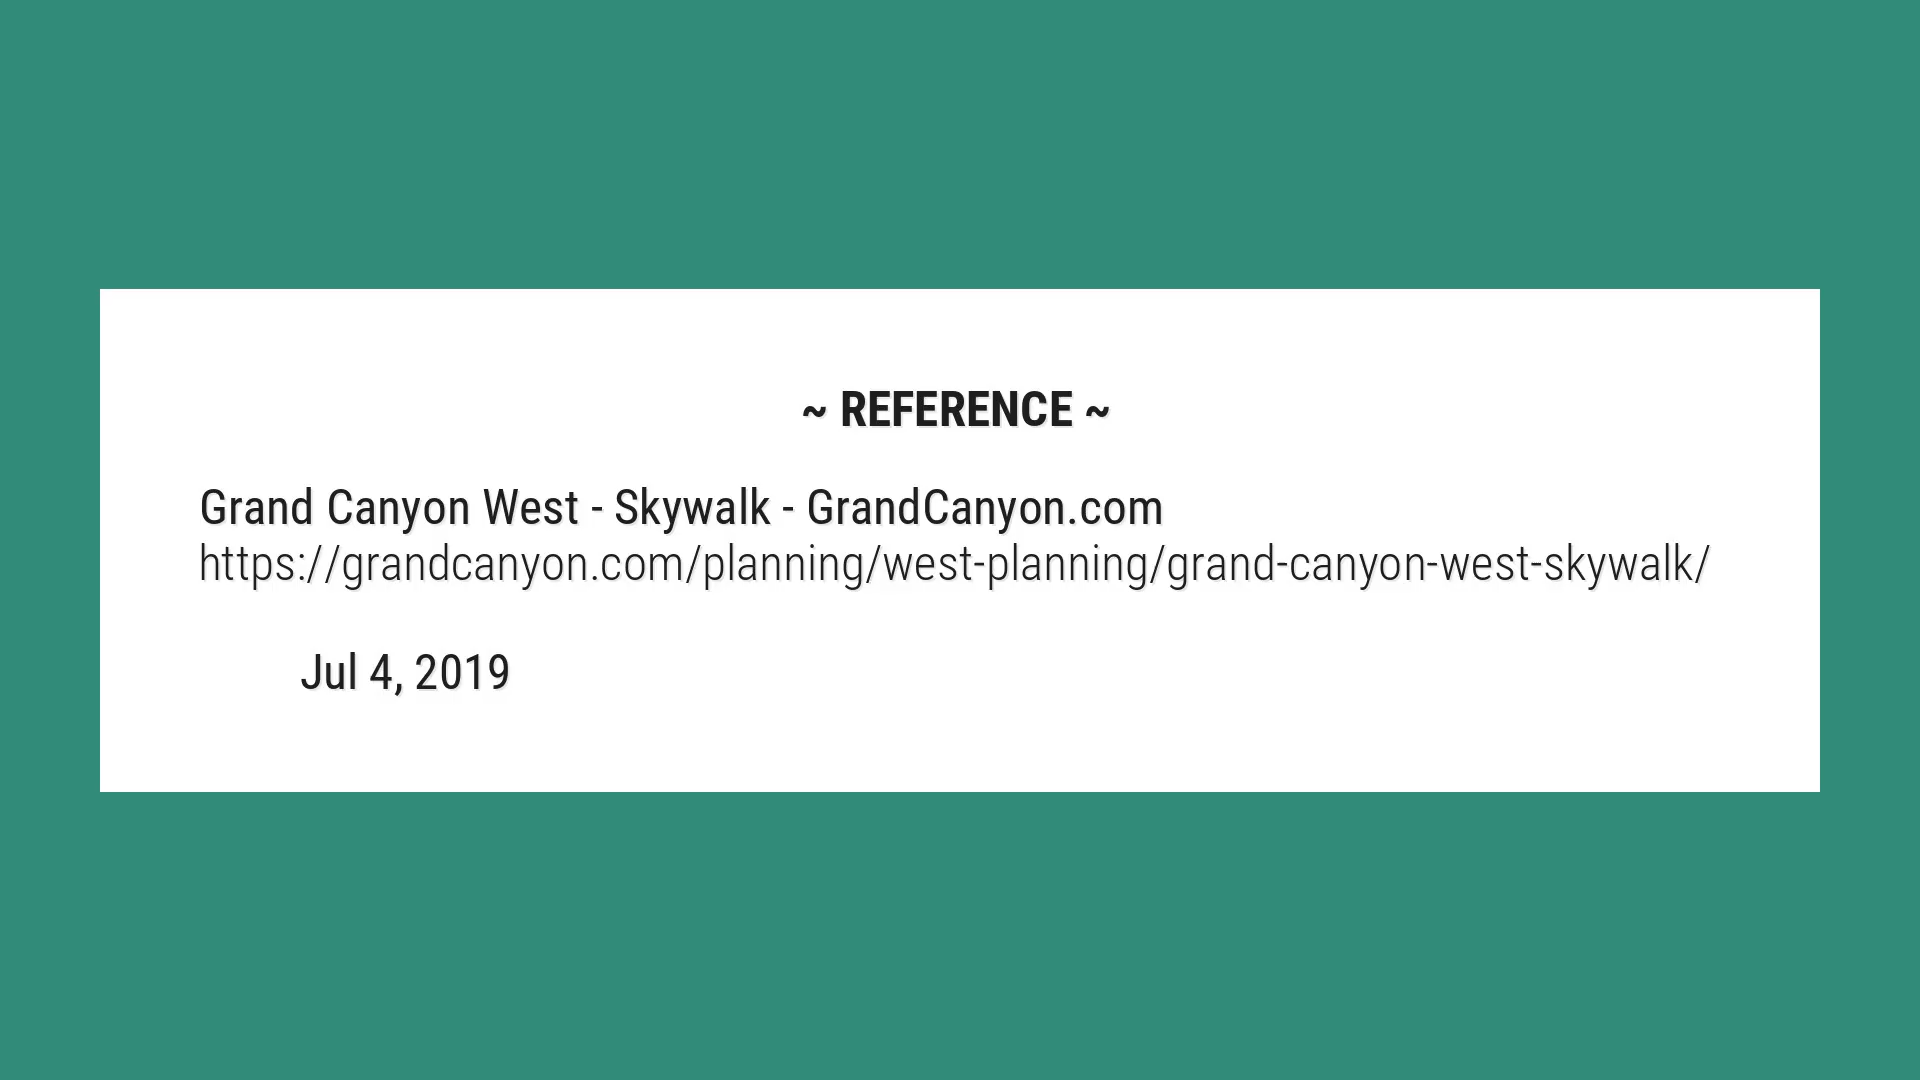 ~ REFERENCE ~
Grand Canyon West - Skywalk - GrandCanyon.com
https://grandcanyon.com/planning/west-planning/grand-canyon-west-skywalk/
Jul 4, 2019